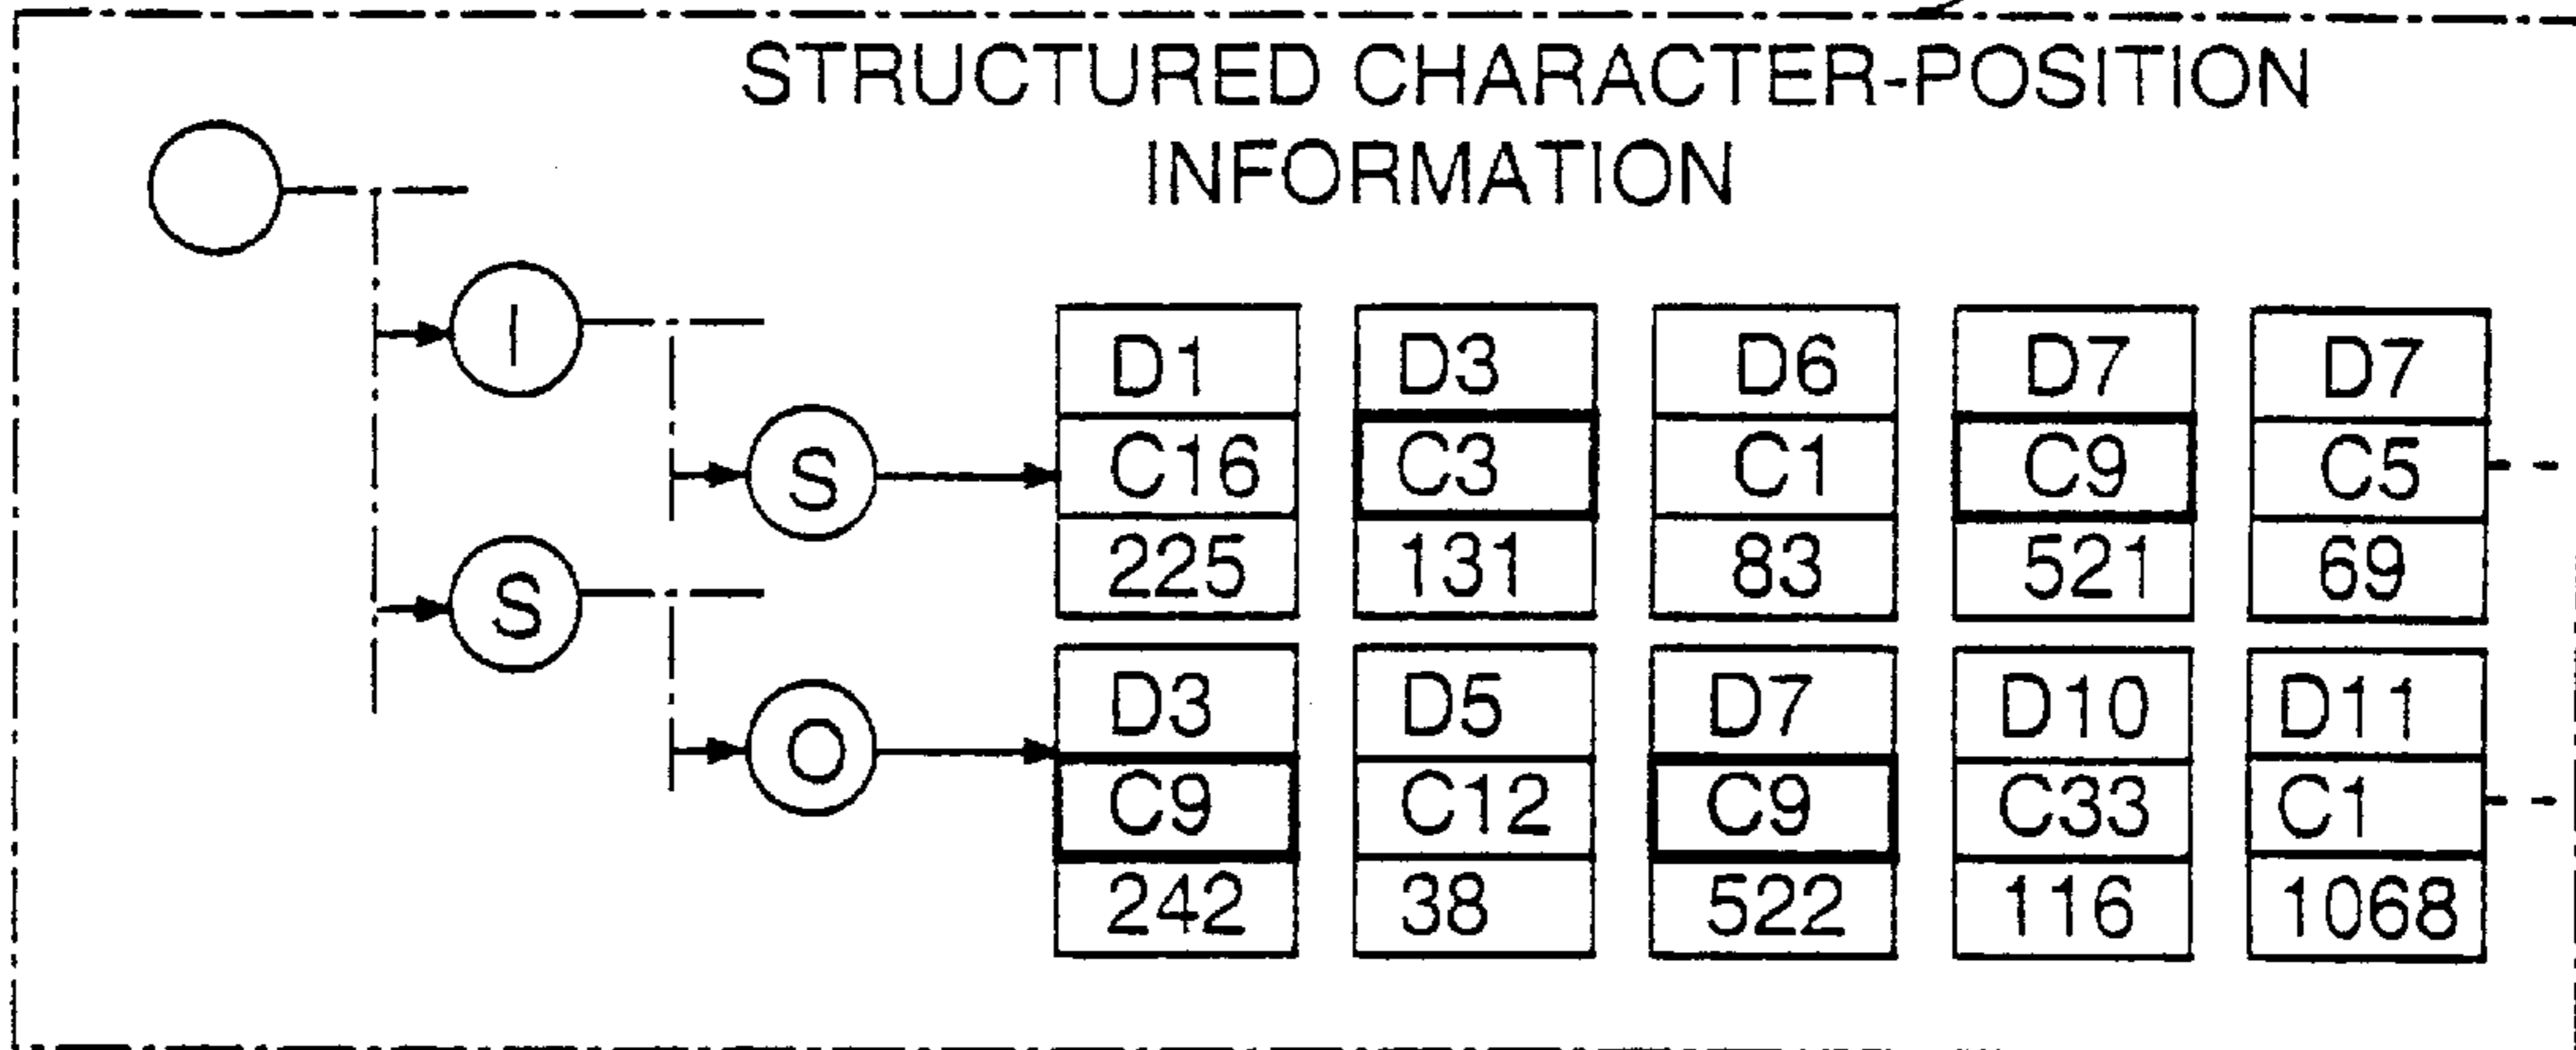 STRUCTURED CHARACTER-POSITION
INFORMATION
I
D1 D3 D6 D7 D7
S C16 C3 C1 C9 C5
225 131 83 521 69
S
D3 D5 D7 D10 D11
O C9 C12 C9 C33 C1
242 38 522 116 1068